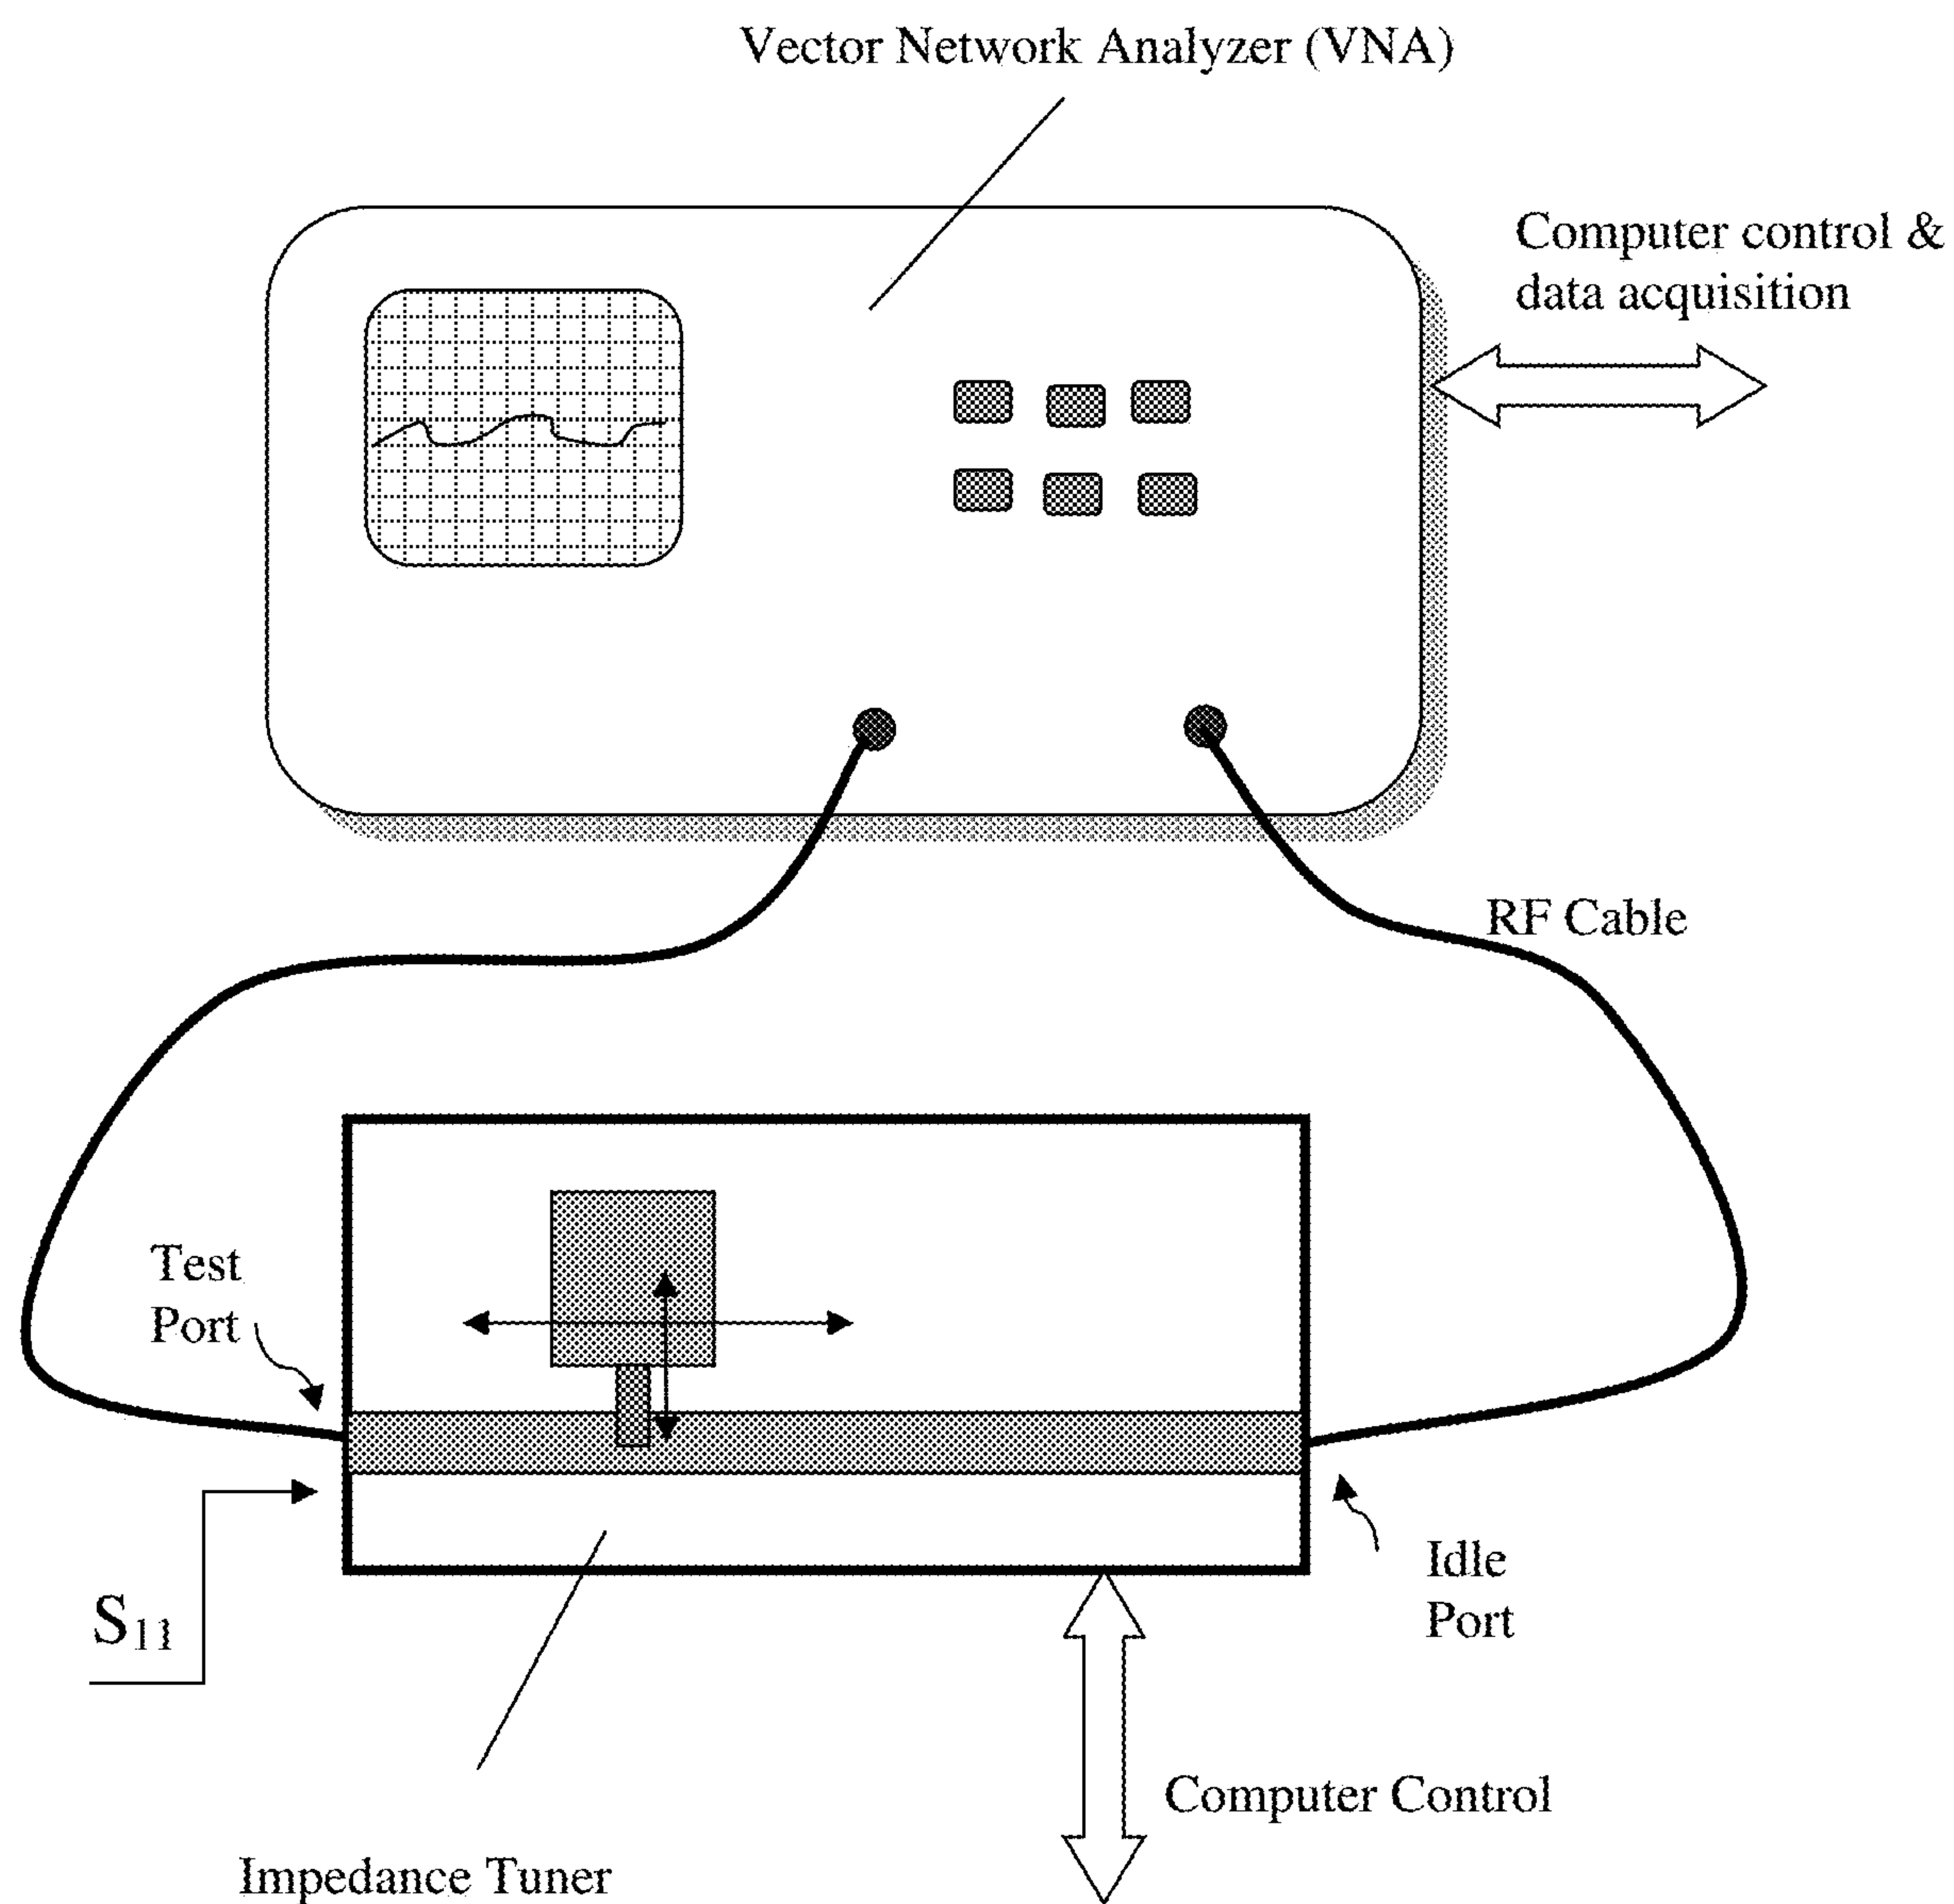 Vector Network Analyzer (VNA)
Computer control &
data acquisition
RF Cable
Test
Port
S₁₁
Idle
Port
Computer Control
Impedance Tuner